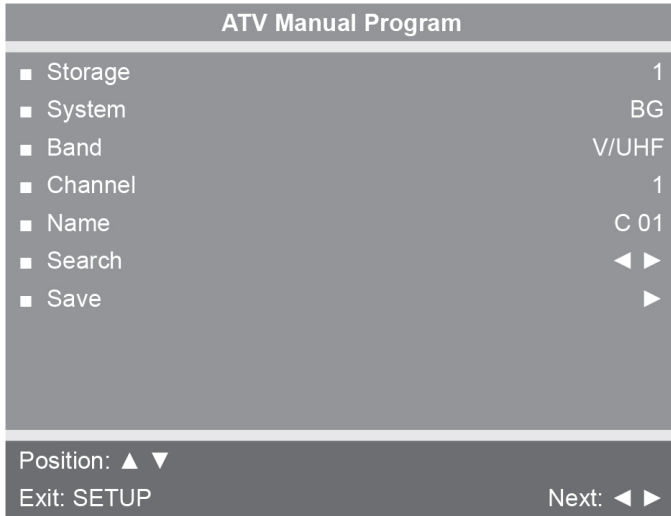 ATV Manual Program
■ Storage 1
■ System BG
■ Band V/UHF
■ Channel 1
■ Name C 01
■ Search ◄ ►
■ Save ►
Position: ▲ ▼
Exit: SETUP Next: ◄ ►